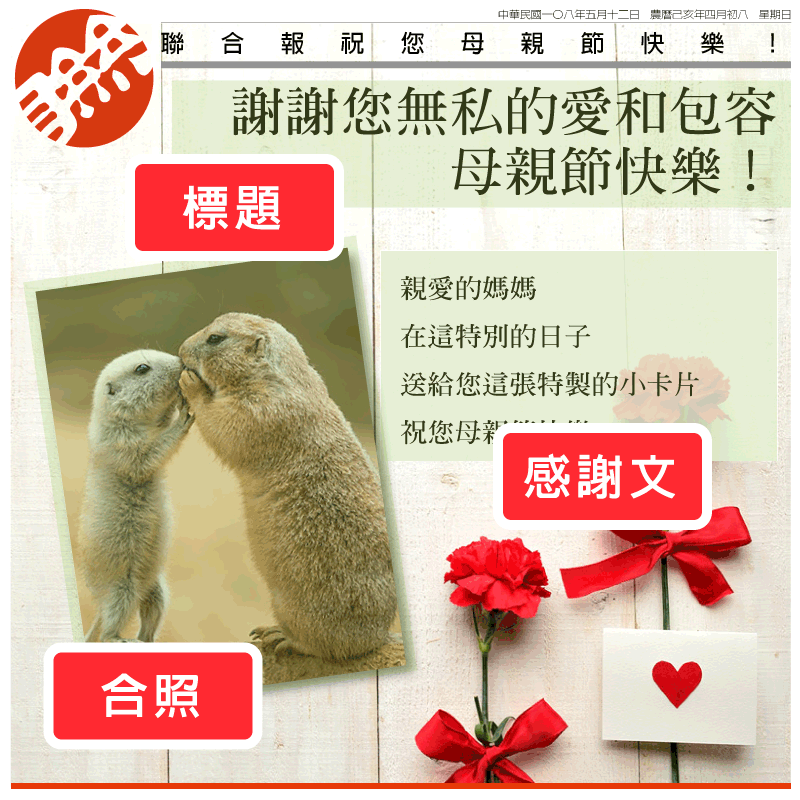 中華民國一〇八年五月十二日 農曆己亥年四月初八 星期日
聯合報祝您母親節快樂！
謝謝您無私的愛和包容
母親節快樂！
標題
親愛的媽媽
在這特別的日子
送給您這張特製的小卡片
祝您母親
感謝文
合照